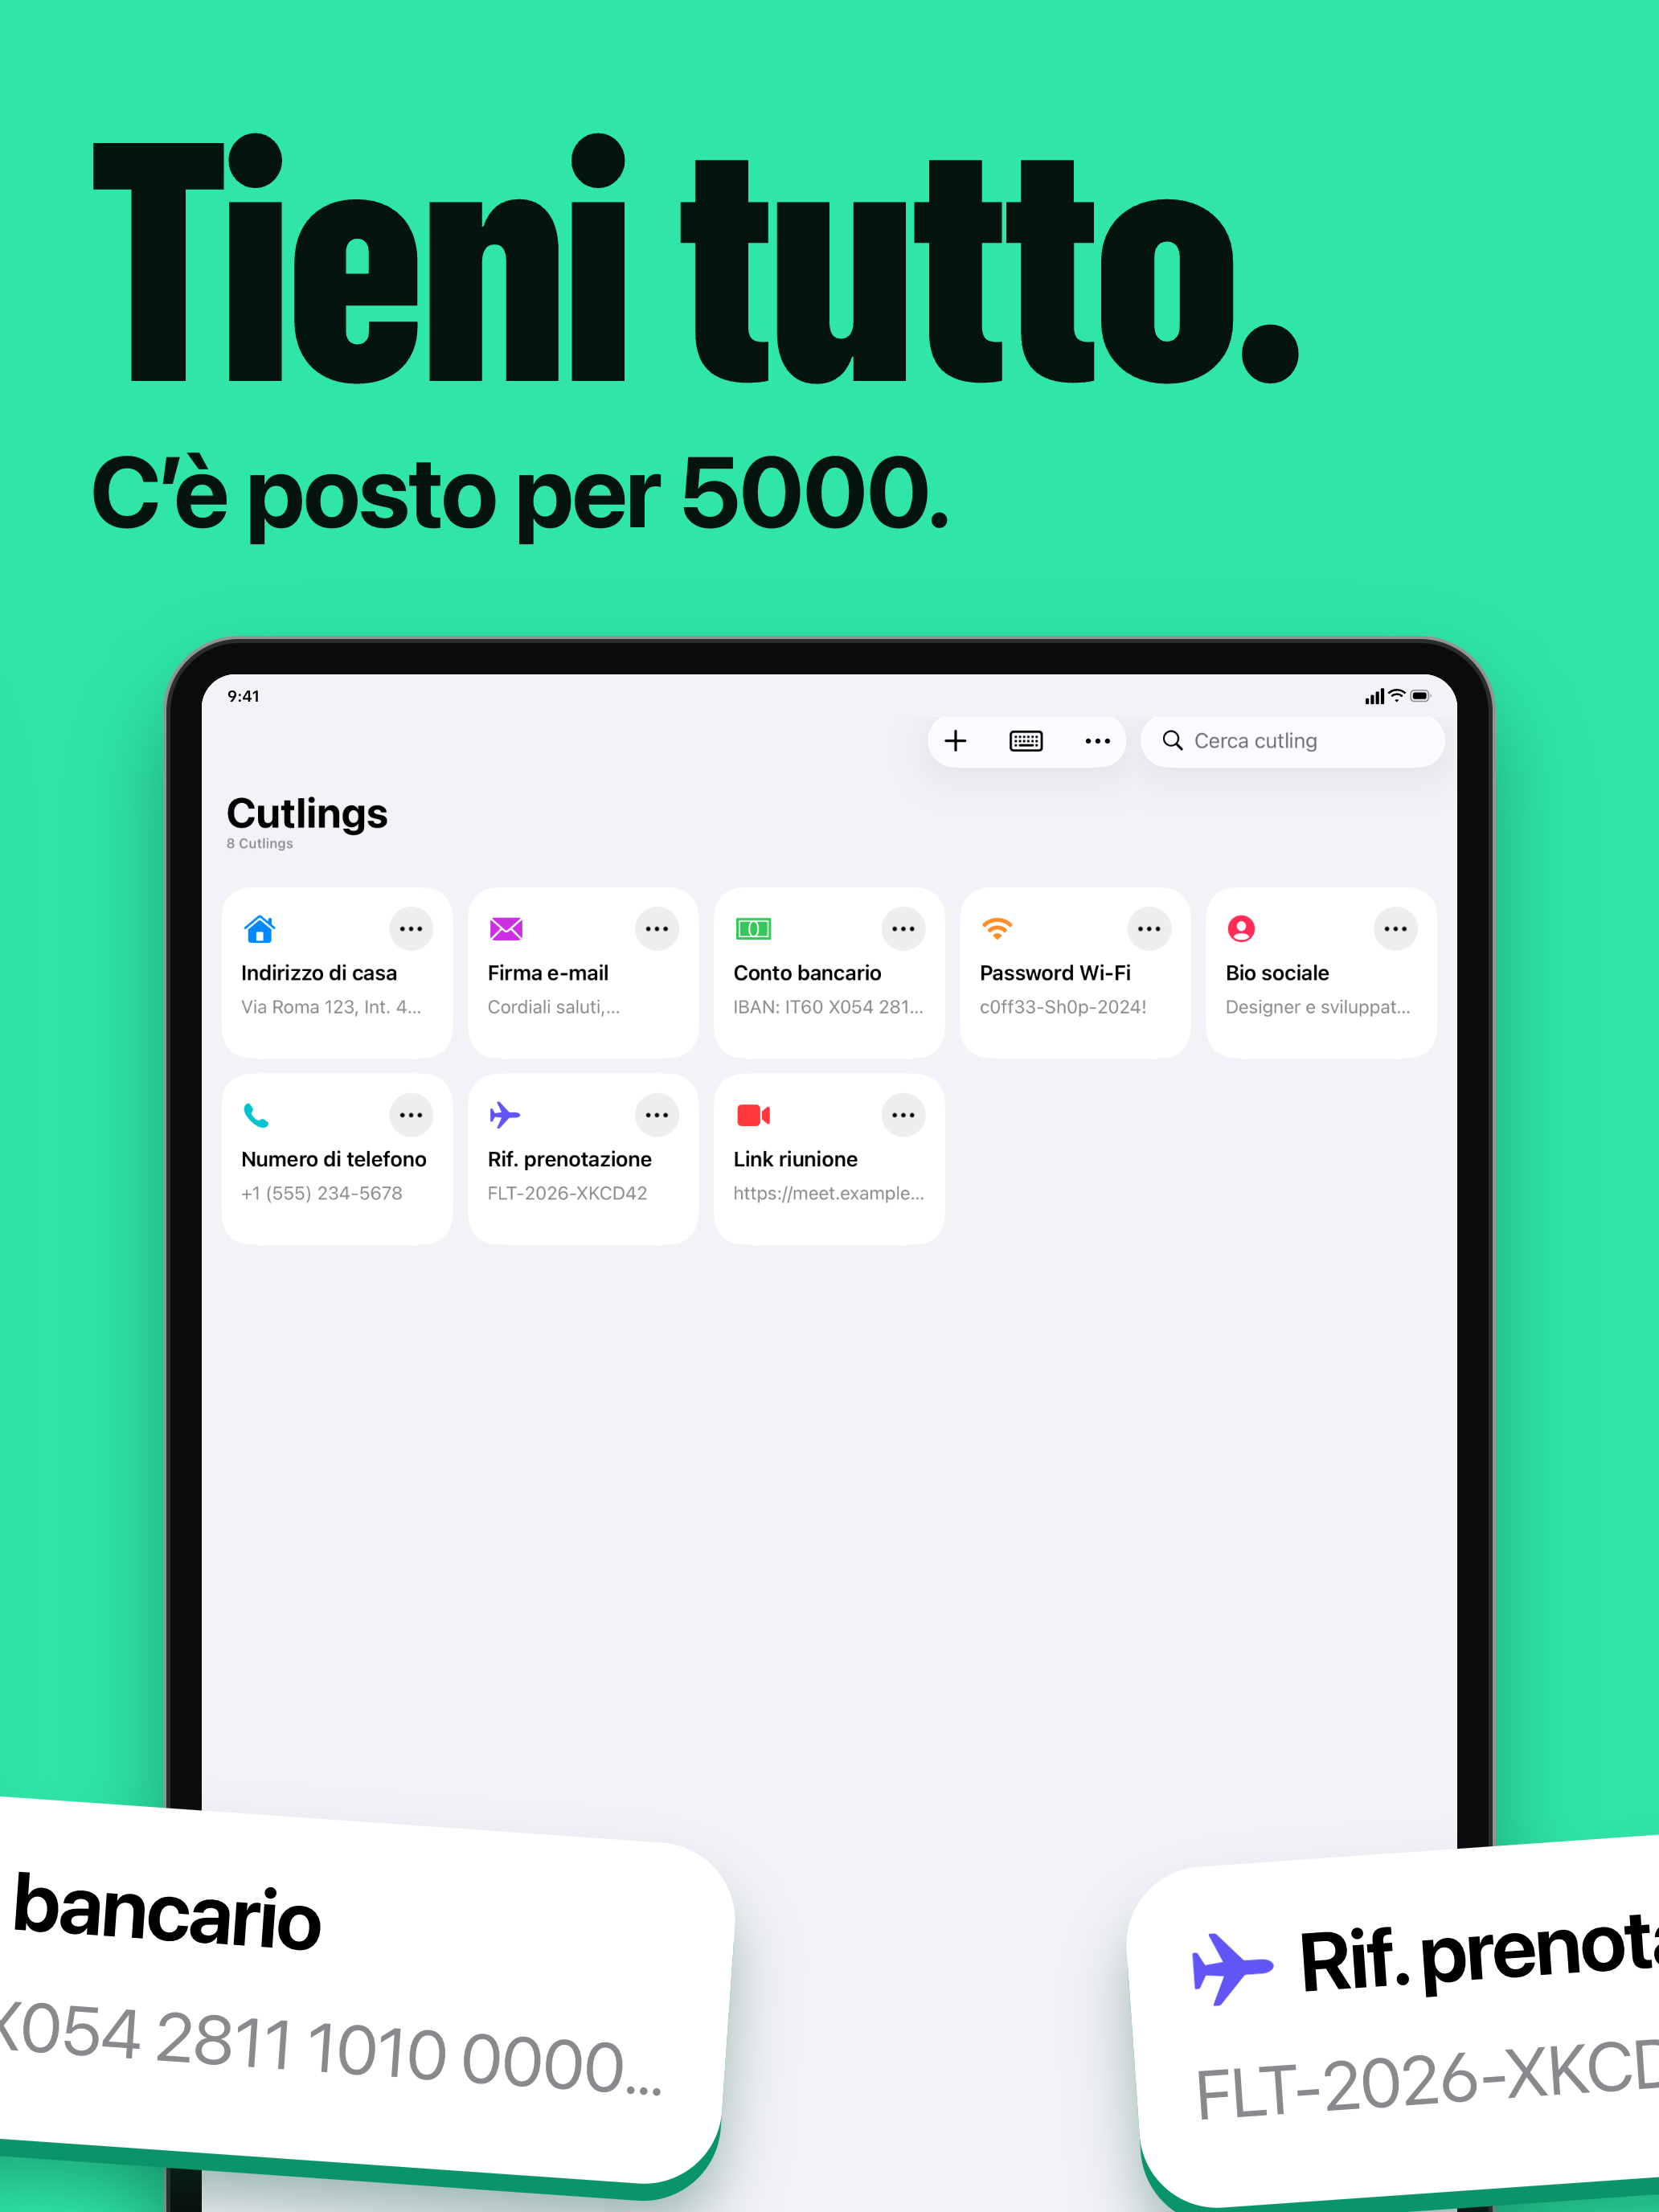 Tieni tutto.
C'è posto per 5000.
9:41
Cerca cutling
Cutlings
8 Cutlings
Indirizzo di casa
Via Roma 123, Int. 4...
Firma e-mail
Cordiali saluti,...
Conto bancario
IBAN: IT60 X054 281...
Password Wi-Fi
c0ff33-Sh0p-2024!
Bio sociale
Designer e sviluppat...
Numero di telefono
+1 (555) 234-5678
Rif. prenotazione
FLT-2026-XKCD42
Link riunione
https://meet.example...
bancario
X054 2811 1010 0000...
Rif. prenota
FLT-2026-XKCD